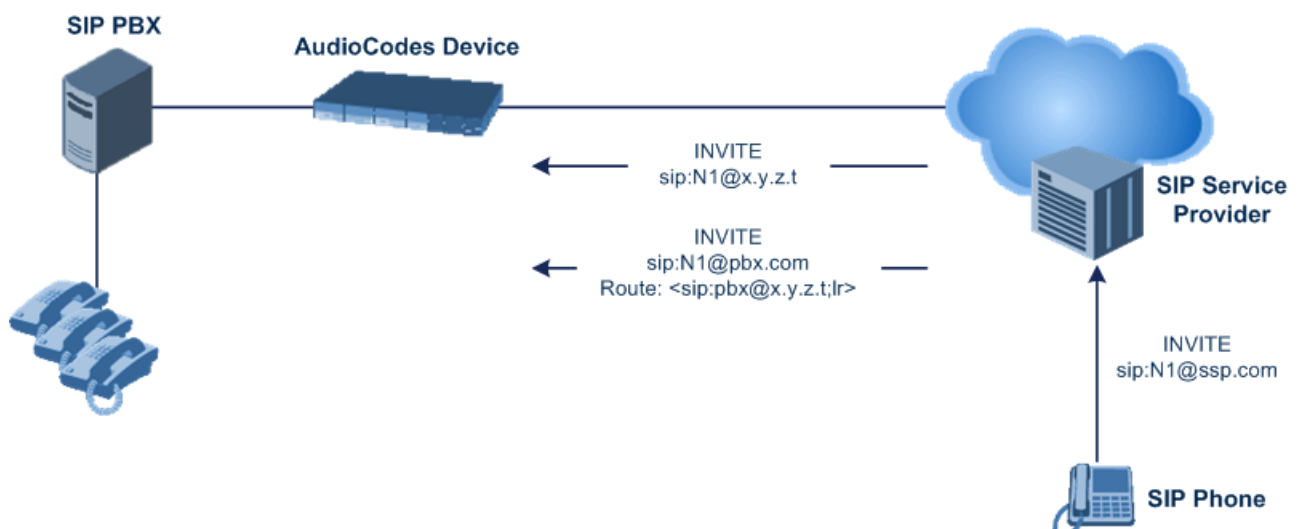 SIP PBX
AudioCodes Device
INVITE
sip:N1@x.y.z.t
SIP Service
Provider
INVITE
sip:N1@pbx.com
Route: <sip:pbx@x.y.z.t;lr>
INVITE
sip:N1@ssp.com
SIP Phone